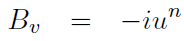 B_v = -iu^n